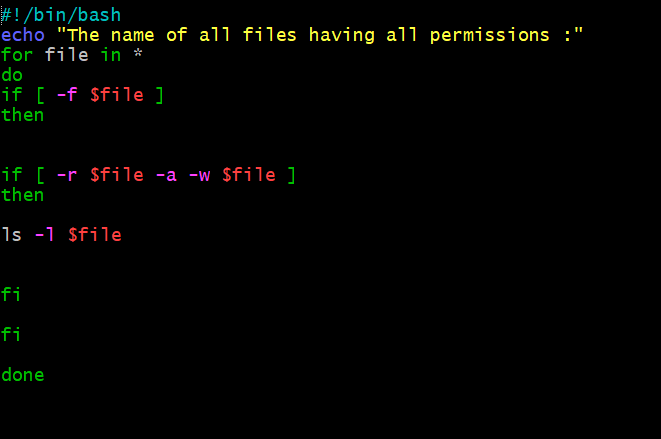 #!/bin/bash
echo "The name of all files having all permissions :"
for file in *
do
if [ -f $file ]
then
if [ -r $file -a -w $file ]
then
ls -l $file
fi
fi
done